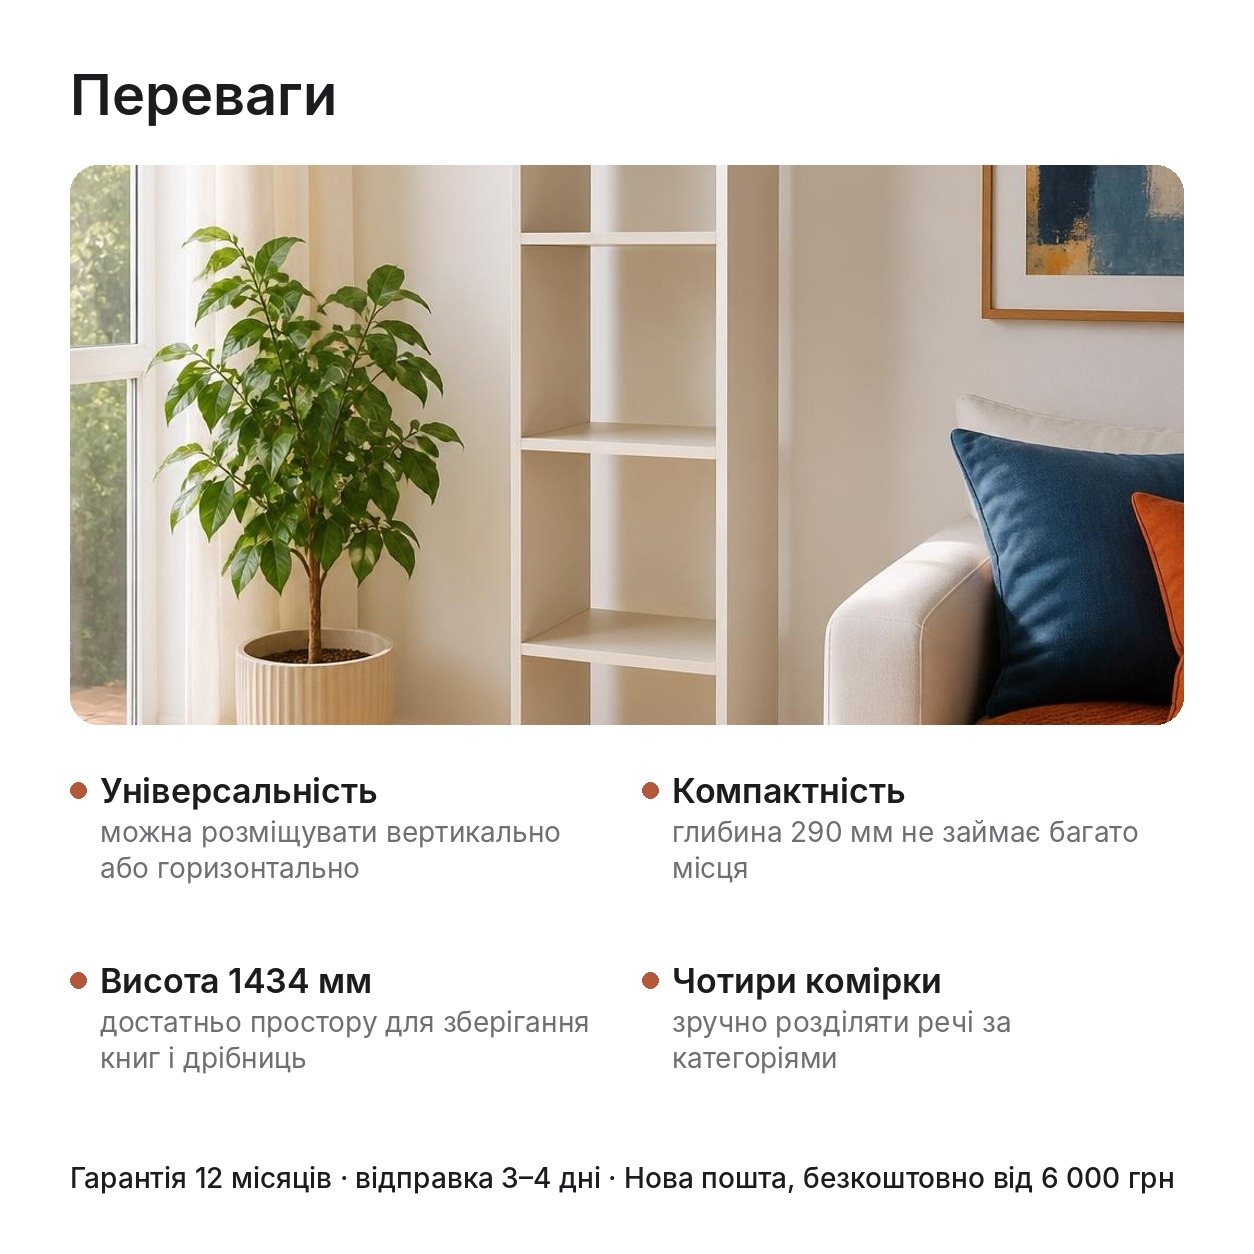 Переваги
Універсальність
можна розміщувати вертикально
або горизонтально
Компактність
глибина 290 мм не займає багато
місця
Висота 1434 мм
достатньо простору для зберігання
книг і дрібниць
Чотири комірки
зручно розділяти речі за
категоріями
Гарантія 12 місяців · відправка 3–4 дні · Нова пошта, безкоштовно від 6 000 грн